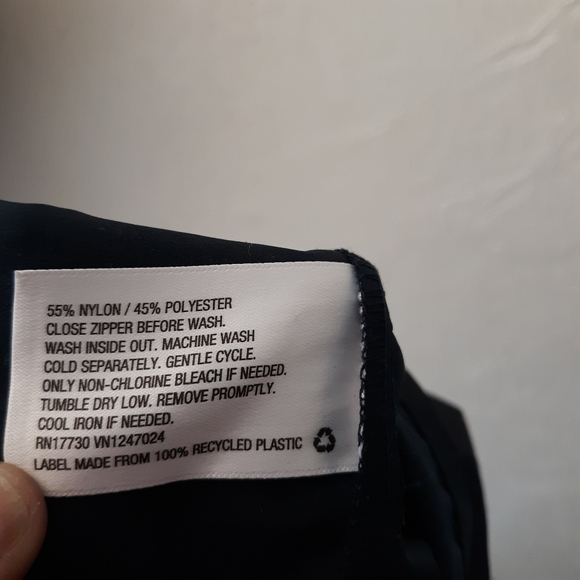 55% NYLON / 45% POLYESTER
CLOSE ZIPPER BEFORE WASH.
WASH INSIDE OUT. MACHINE WASH
COLD SEPARATELY. GENTLE CYCLE.
ONLY NON-CHLORINE BLEACH IF NEEDED.
TUMBLE DRY LOW. REMOVE PROMPTLY.
COOL IRON IF NEEDED.
RN17730 VN1247024
LABEL MADE FROM 100% RECYCLED PLASTIC